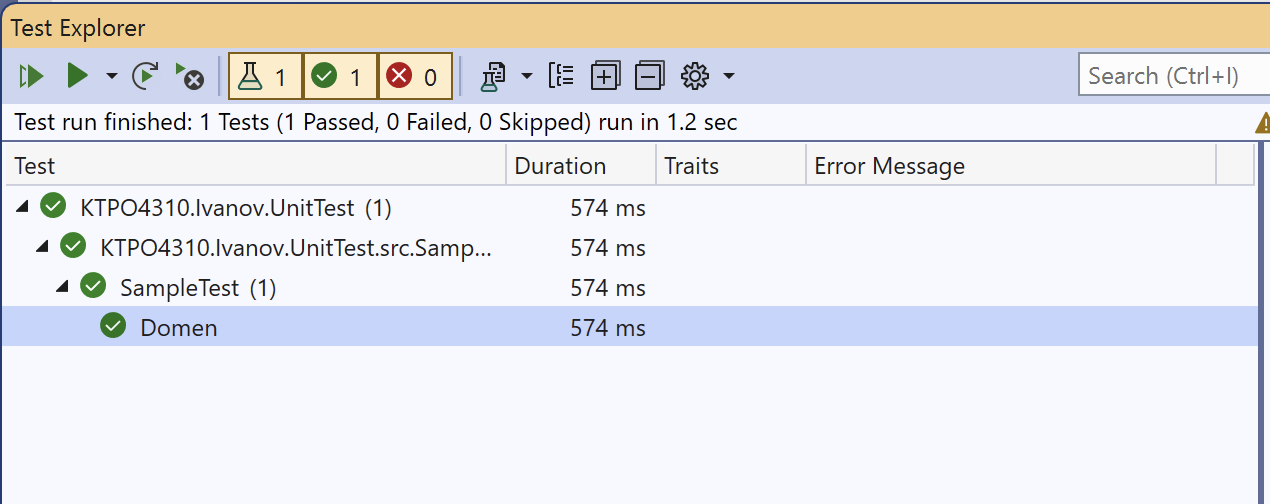 Test Explorer
1 1 0 Search (Ctrl+I)
Test run finished: 1 Tests (1 Passed, 0 Failed, 0 Skipped) run in 1.2 sec
Test Duration Traits Error Message
KTPO4310.Ivanov.UnitTest (1) 574 ms
KTPO4310.Ivanov.UnitTest.src.Samp... 574 ms
SampleTest (1) 574 ms
Domen 574 ms